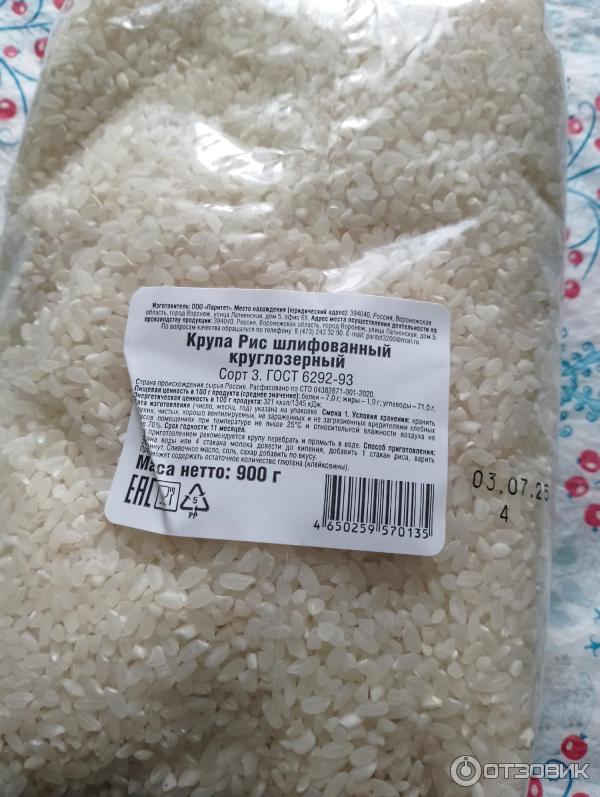 Изготовитель: ООО «Паритет». Место нахождения (юридический адрес): 394040, Россия, Воронежская
область, город Воронеж, улица Латненская, дом 5, офис 65. Адрес места осуществления деятельности по
производству продукции: 394040, Россия, Воронежская область, город Воронеж, улица Латненская, дом 5.
По вопросам качества обращаться по телефону 8 (473) 243 32 90, E-mail: paritet3200@mail.ru
Крупа Рис шлифованный
круглозерный
Сорт 3. ГОСТ 6292-93
Страна происхождения сырья Россия. Расфасовано по СТО 04382671-001-2020
Пищевая ценность в 100 г продукта (среднее значение): белки – 7,0 г; жиры – 1,0 г; углеводы – 71,0 г.
Энергетическая ценность в 100 г продукта: 321 ккал/1345 кДж.
Дата изготовления (число, месяц, год) указана на упаковке. Смена 1. Условия хранения: хранить
сухих, чистых, хорошо вентилируемых, не зараженных и не загрязненных вредителями хлебных
помещениях при температуре не выше 25°С и относительной влажности воздуха не
70%. Срок годности: 11 месяцев.
приготовлением рекомендуется крупу перебрать и промыть в воде. Способ приготовления:
воды или 4 стакана молока довести до кипения, добавить 1 стакан риса, варить
минут. Сливочное масло, соль, сахар добавить по вкусу.
может содержать остаточное количество глютена (клейковины).
Масса нетто: 900 г
EAC
5
PP
4 650259 570135
03.07.25
4
ОТЗОВИК